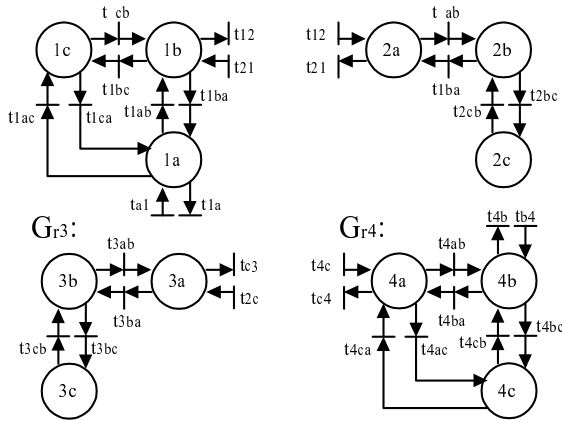 t cb
t ab
t12
t12
1c
1b
2a
2b
t21
t21
t1bc
t1ba
t1ba
t2bc
t1ac
t1ca
t1ab
t2cb
1a
2c
ta1
t1a
Gr3:
Gr4:
t4b
tb4
t3ab
t4ab
tc3
t4c
3b
3a
4a
4b
t2c
tc4
t3ba
t4ba
t4bc
t3cb
t3bc
t4ca
t4ac
t4cb
3c
4c